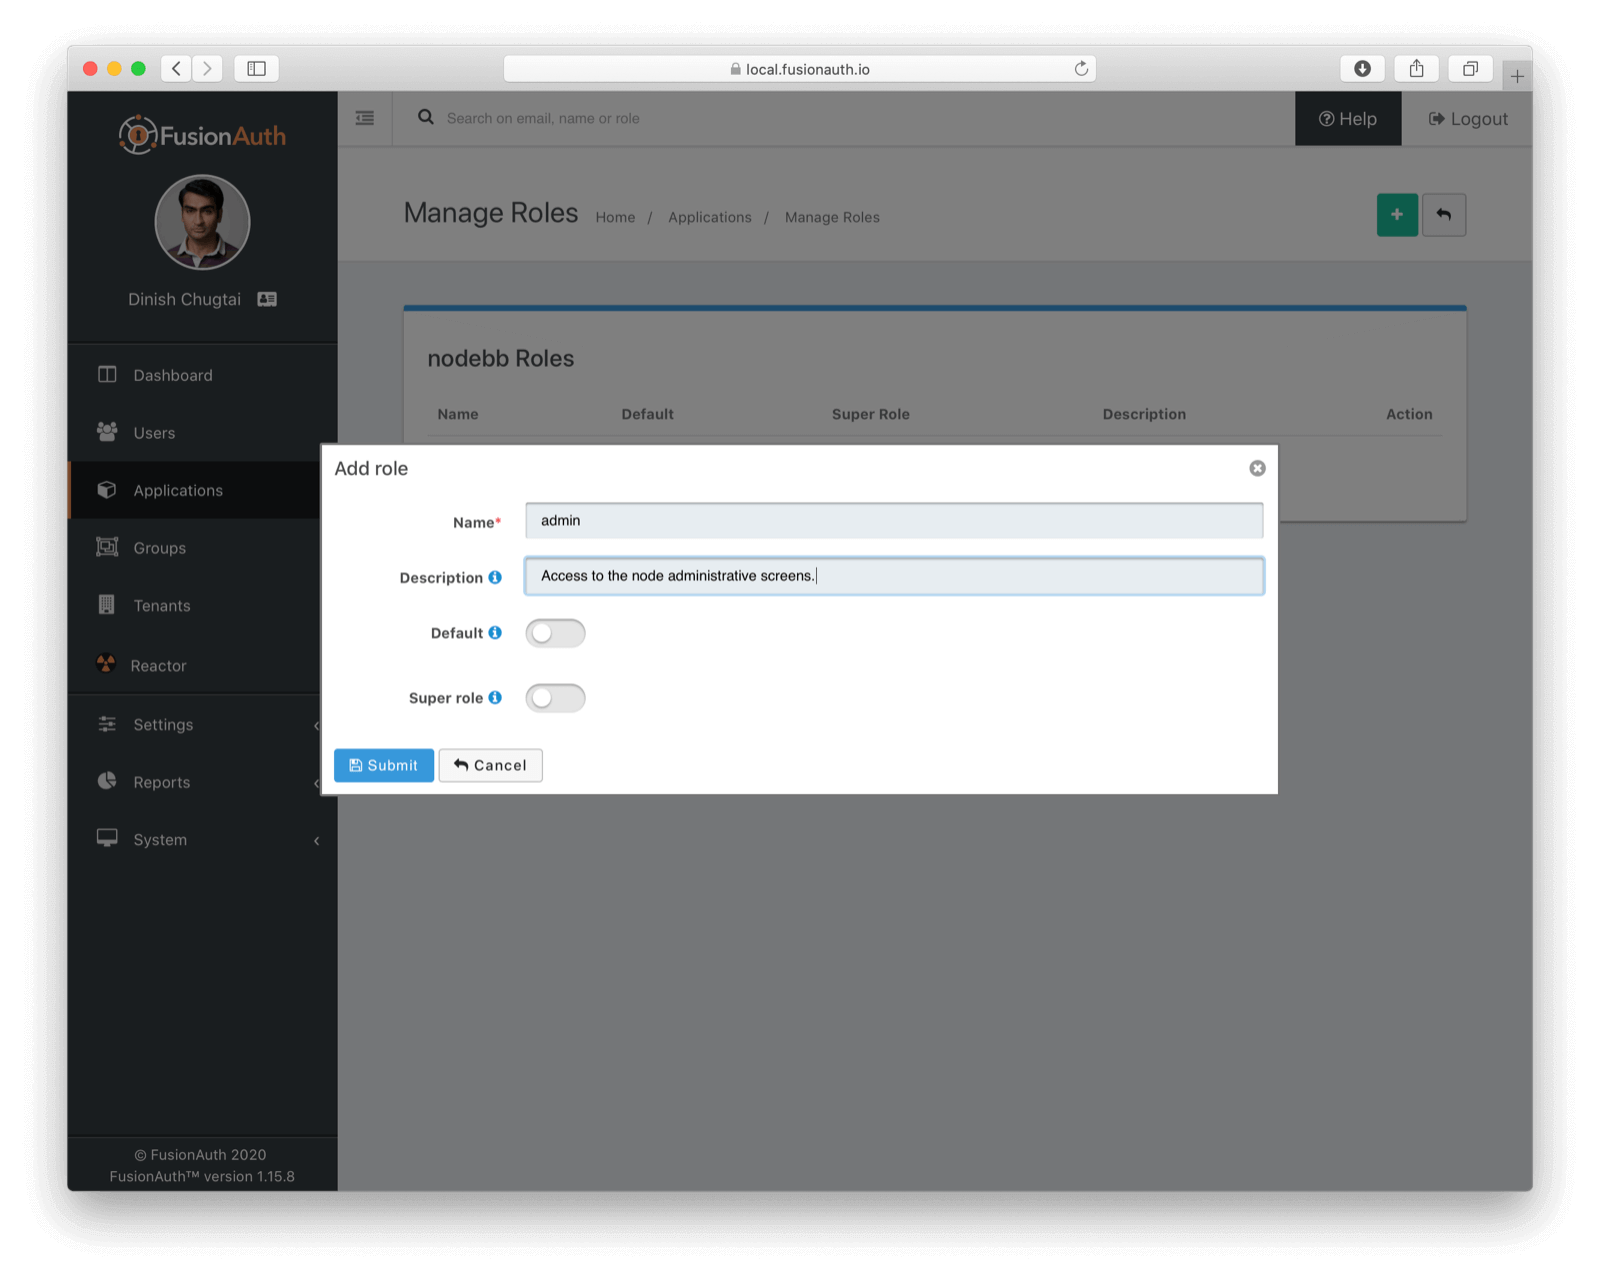 local.fusionauth.io
FusionAuth
Search on email, name or role
Help
Logout
Manage Roles
Home / Applications / Manage Roles
Dinish Chugtai
nodebb Roles
Name Default Super Role Description Action
Dashboard
Users
Applications
Groups
Tenants
Reactor
Settings
Reports
System
Add role
Name* admin
Description Access to the node administrative screens.
Default
Super role
Submit Cancel
© FusionAuth 2020
FusionAuth™ version 1.15.8